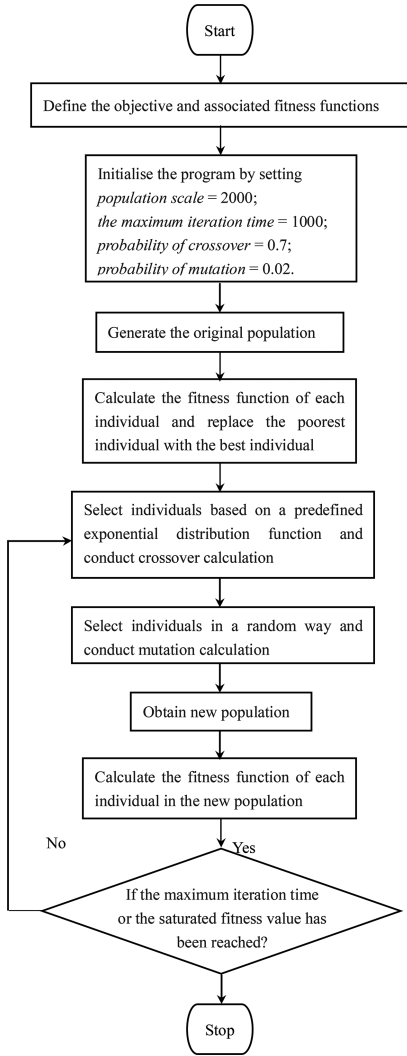 Start
Define the objective and associated fitness functions
Initialise the program by setting
population scale = 2000;
the maximum iteration time = 1000;
probability of crossover = 0.7;
probability of mutation = 0.02.
Generate the original population
Calculate the fitness function of each
individual and replace the poorest
individual with the best individual
Select individuals based on a predefined
exponential distribution function and
conduct crossover calculation
Select individuals in a random way and
conduct mutation calculation
Obtain new population
Calculate the fitness function of each
individual in the new population
No
Yes
If the maximum iteration time
or the saturated fitness value has
been reached?
Stop